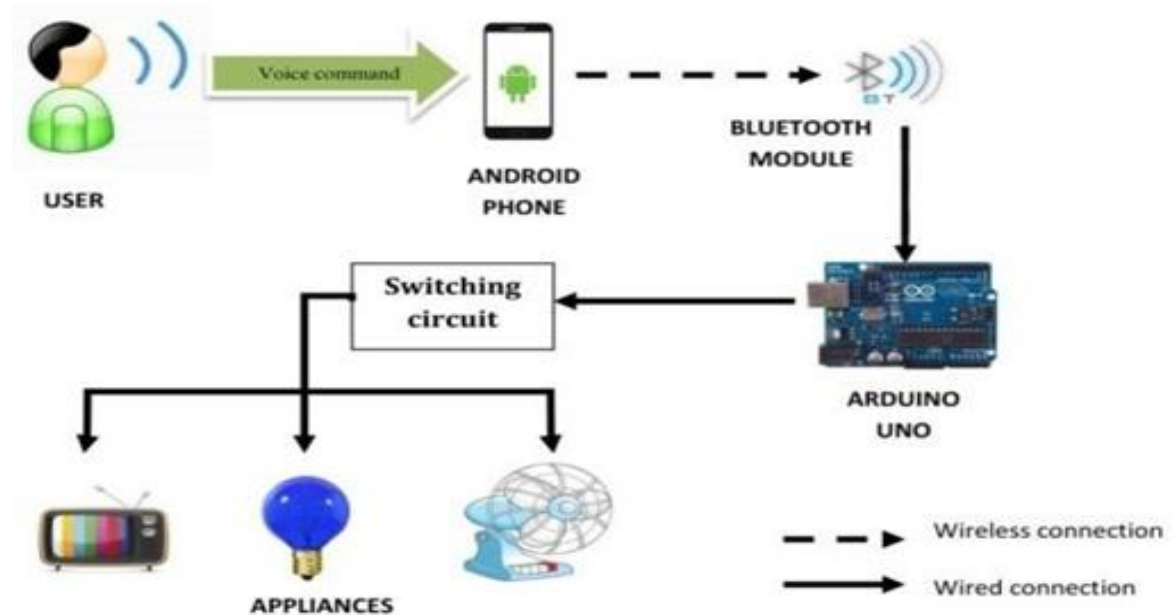 Voice command
BT
BLUETOOTH
MODULE
ANDROID
PHONE
USER
Switching
circuit
ARDUINO
UNO
APPLIANCES
Wireless connection
Wired connection